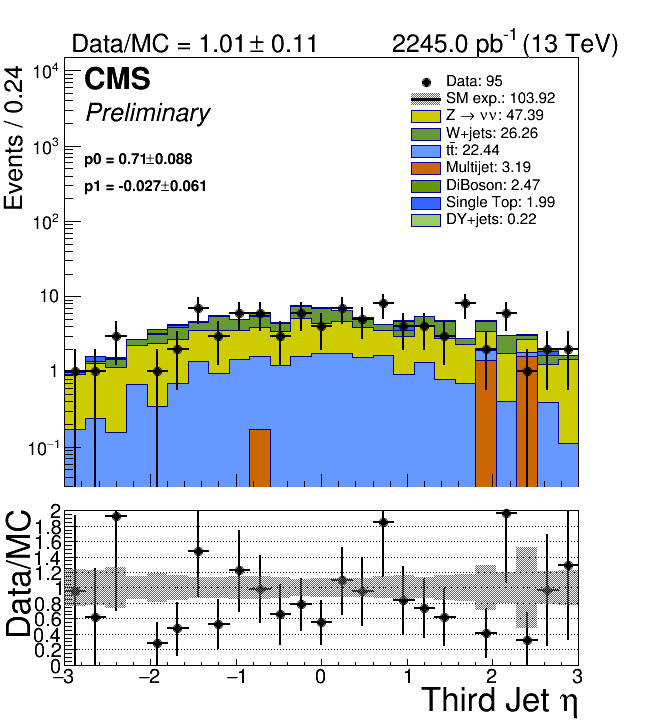 Data/MC = 1.01 ± 0.11 2245.0 pb⁻¹ (13 TeV)
CMS
Preliminary
p0 = 0.71±0.088
p1 = -0.027±0.061
Data: 95
SM exp.: 103.92
Z → νν: 47.39
W+jets: 26.26
tt̄: 22.44
Multijet: 3.19
DiBoson: 2.47
Single Top: 1.99
DY+jets: 0.22
Events / 0.24
10⁴
10³
10²
10
1
10⁻¹
Data/MC
2
1.8
1.6
1.4
1.2
1
0.8
0.6
0.4
0.2
0
−3 −2 −1 0 1 2 3
Third Jet η